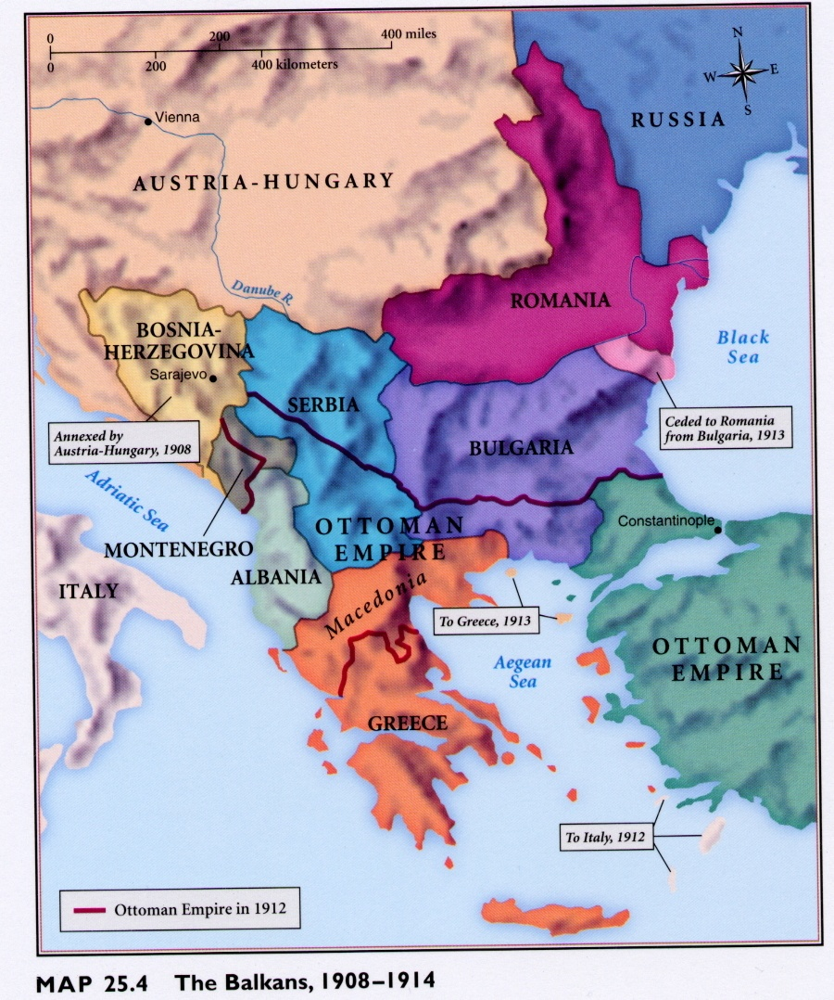 0 200 400 miles
0 200 400 kilometers
N
W E
S
Vienna
RUSSIA
AUSTRIA-HUNGARY
Danube R.
ROMANIA
BOSNIA-
HERZEGOVINA
Sarajevo
Black
Sea
SERBIA
Annexed by
Austria-Hungary, 1908
Ceded to Romania
from Bulgaria, 1913
BULGARIA
Adriatic Sea
Constantinople
OTTOMAN
EMPIRE
MONTENEGRO
ALBANIA
ITALY
Macedonia
To Greece, 1913
Aegean
Sea
OTTOMAN
EMPIRE
GREECE
To Italy, 1912
Ottoman Empire in 1912
MAP 25.4 The Balkans, 1908–1914